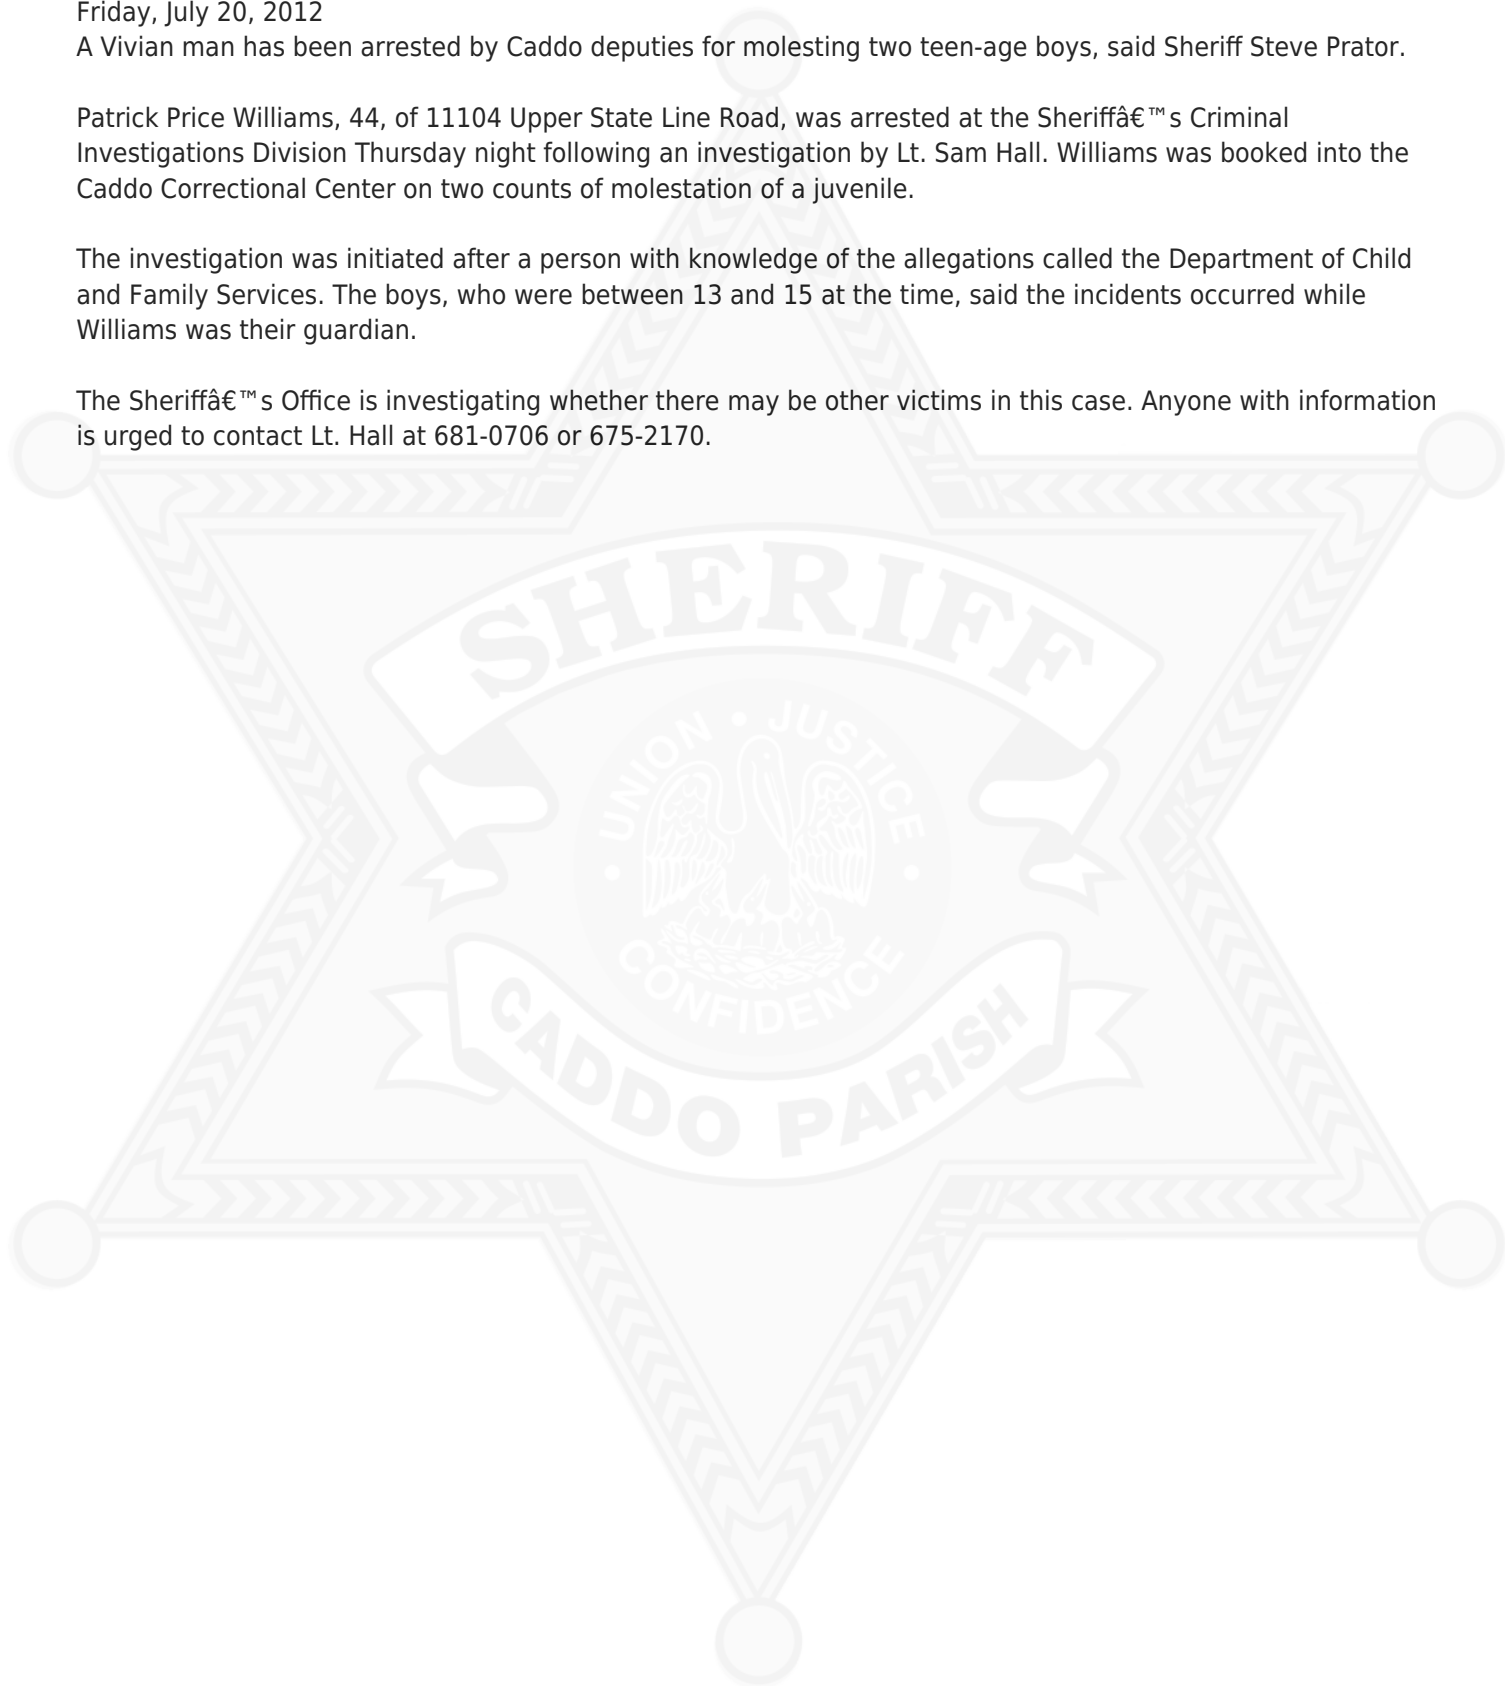 Friday, July 20, 2012
A Vivian man has been arrested by Caddo deputies for molesting two teen-age boys, said Sheriff Steve Prator.
Patrick Price Williams, 44, of 11104 Upper State Line Road, was arrested at the Sheriffâ€™s Criminal
Investigations Division Thursday night following an investigation by Lt. Sam Hall. Williams was booked into the
Caddo Correctional Center on two counts of molestation of a juvenile.
The investigation was initiated after a person with knowledge of the allegations called the Department of Child
and Family Services. The boys, who were between 13 and 15 at the time, said the incidents occurred while
Williams was their guardian.
The Sheriffâ€™s Office is investigating whether there may be other victims in this case. Anyone with information
is urged to contact Lt. Hall at 681-0706 or 675-2170.
SHERIFF
UNION • JUSTICE
• CONFIDENCE •
CADDO PARISH